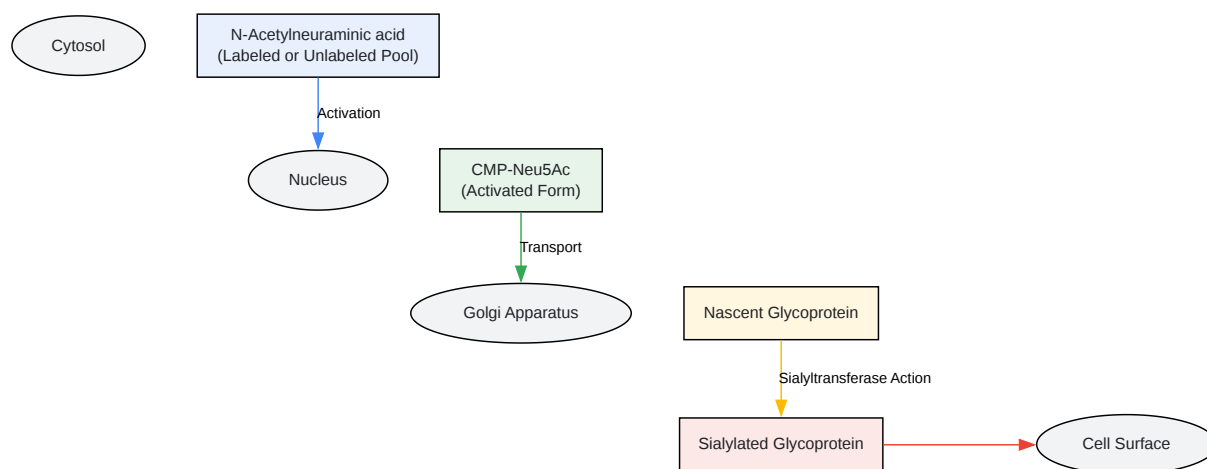 Cytosol
N-Acetylneuraminic acid
(Labeled or Unlabeled Pool)
Activation
Nucleus
CMP-Neu5Ac
(Activated Form)
Transport
Golgi Apparatus
Nascent Glycoprotein
Sialyltransferase Action
Sialylated Glycoprotein
Cell Surface